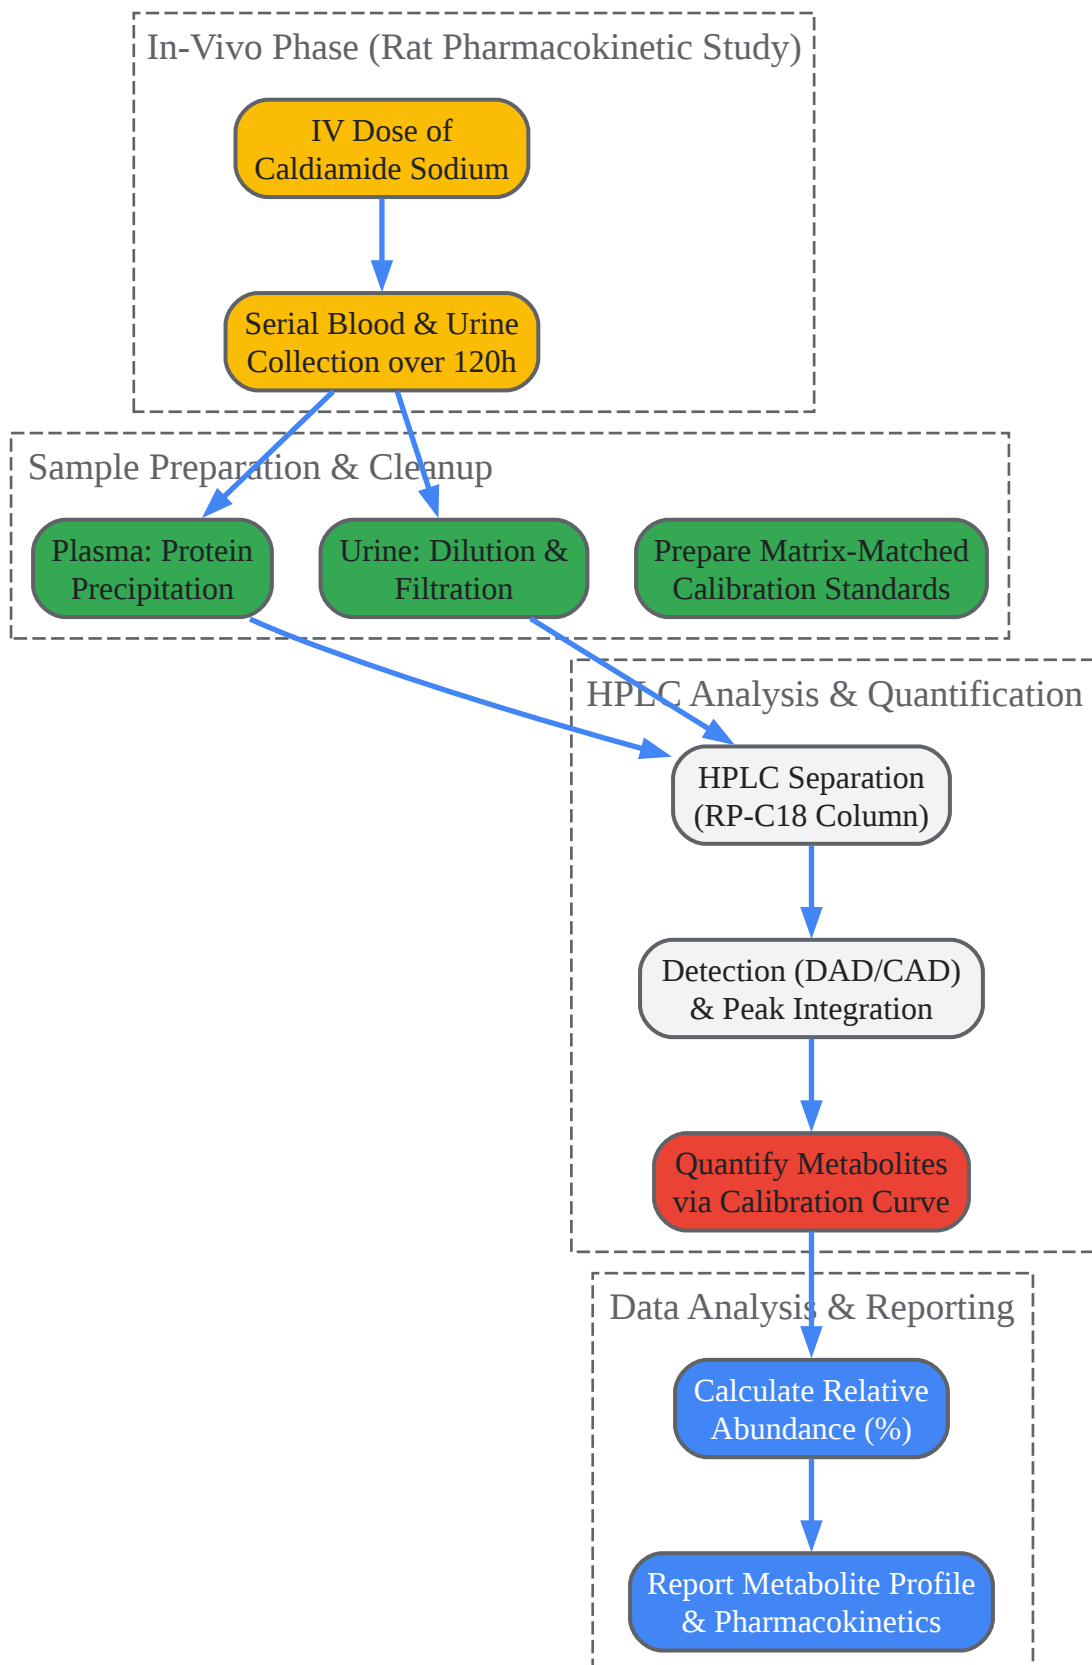 In-Vivo Phase (Rat Pharmacokinetic Study)
IV Dose of
Caldiamide Sodium
Serial Blood & Urine
Collection over 120h
Sample Preparation & Cleanup
Plasma: Protein
Precipitation
Urine: Dilution &
Filtration
Prepare Matrix-Matched
Calibration Standards
HPLC Analysis & Quantification
HPLC Separation
(RP-C18 Column)
Detection (DAD/CAD)
& Peak Integration
Quantify Metabolites
via Calibration Curve
Data Analysis & Reporting
Calculate Relative
Abundance (%)
Report Metabolite Profile
& Pharmacokinetics